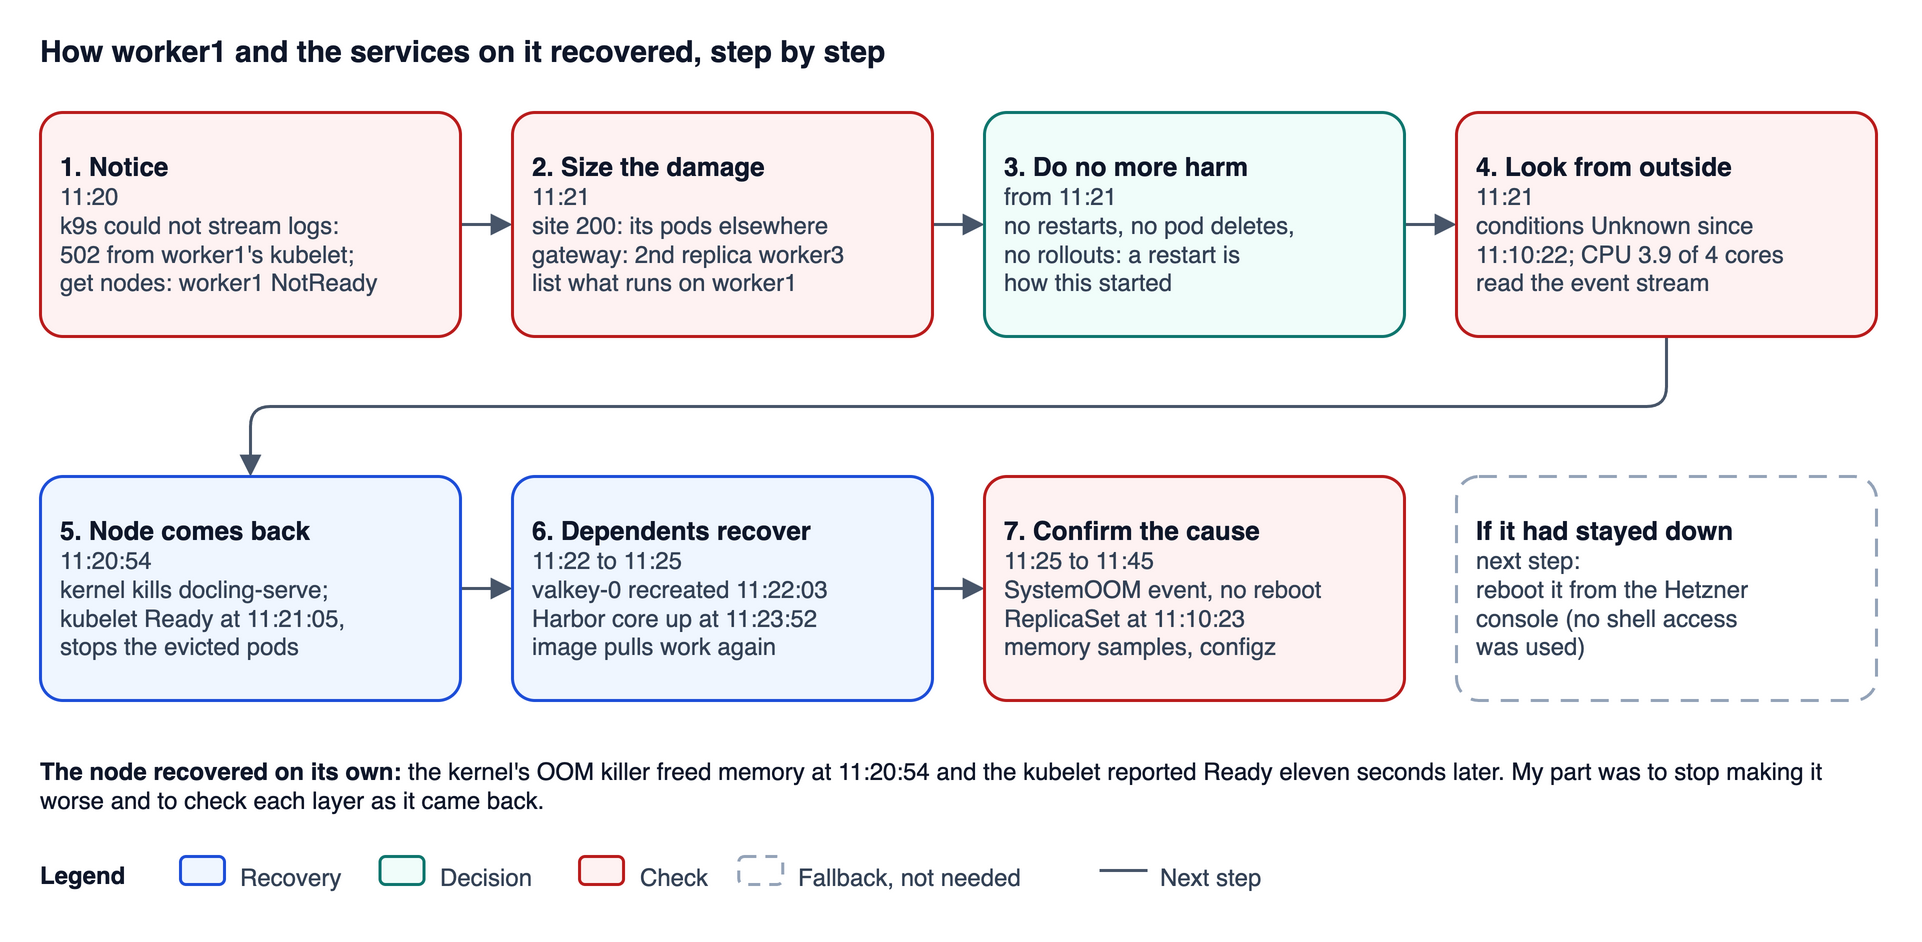 How worker1 and the services on it recovered, step by step
1. Notice
11:20
k9s could not stream logs:
502 from worker1's kubelet;
get nodes: worker1 NotReady
2. Size the damage
11:21
site 200: its pods elsewhere
gateway: 2nd replica worker3
list what runs on worker1
3. Do no more harm
from 11:21
no restarts, no pod deletes,
no rollouts: a restart is
how this started
4. Look from outside
11:21
conditions Unknown since
11:10:22; CPU 3.9 of 4 cores
read the event stream
5. Node comes back
11:20:54
kernel kills docling-serve;
kubelet Ready at 11:21:05,
stops the evicted pods
6. Dependents recover
11:22 to 11:25
valkey-0 recreated 11:22:03
Harbor core up at 11:23:52
image pulls work again
7. Confirm the cause
11:25 to 11:45
SystemOOM event, no reboot
ReplicaSet at 11:10:23
memory samples, configz
If it had stayed down
next step:
reboot it from the Hetzner
console (no shell access
was used)
The node recovered on its own: the kernel's OOM killer freed memory at 11:20:54 and the kubelet reported Ready eleven seconds later. My part was to stop making it
worse and to check each layer as it came back.
Legend
Recovery
Decision
Check
Fallback, not needed
Next step